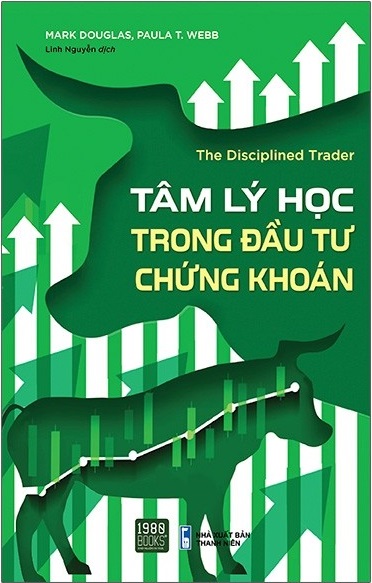 MARK DOUGLAS, PAULA T. WEBB
Linh Nguyễn dịch
The Disciplined Trader
TÂM LÝ HỌC
TRONG ĐẦU TƯ
CHỨNG KHOÁN
1980
BOOKS
NHÀ XUẤT BẢN
THANH NIÊN